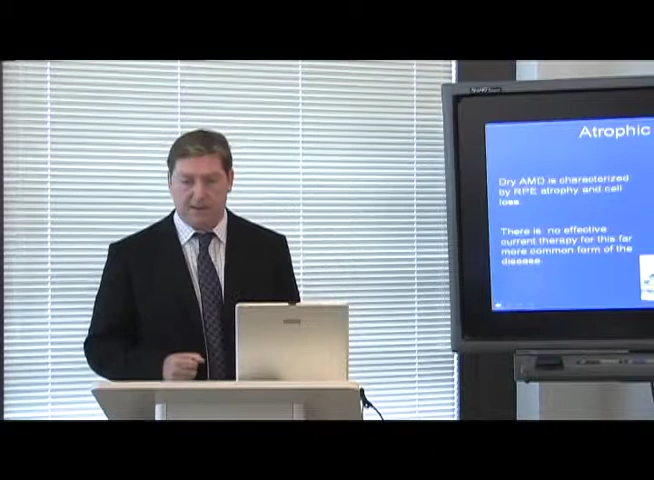 Atrophic
Dry AMD is characterized
by RPE atrophy and cell
loss
There is  no effective
current therapy for this far
more common form of the
disease